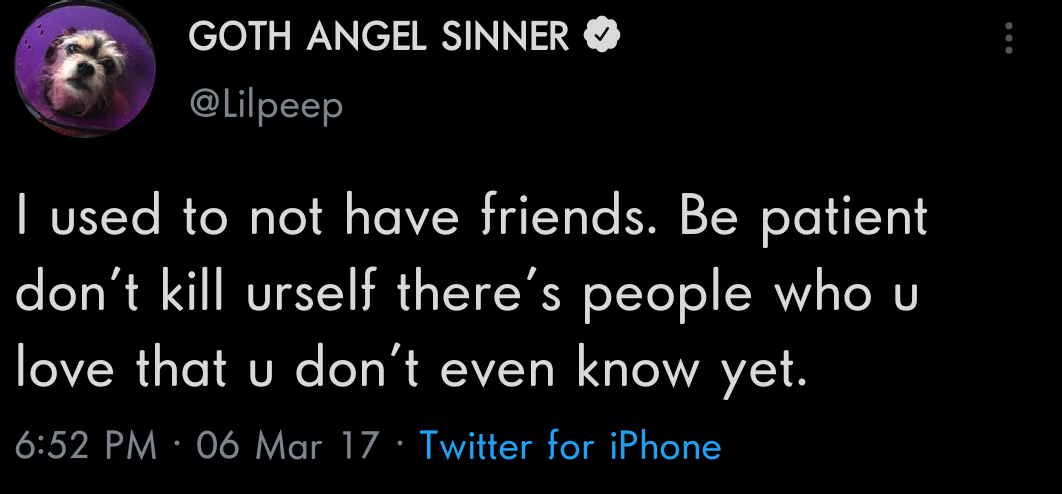 GOTH ANGEL SINNER
@Lilpeep
I used to not have friends. Be patient
don’t kill urself there’s people who u
love that u don’t even know yet.
6:52 PM · 06 Mar 17 · Twitter for iPhone